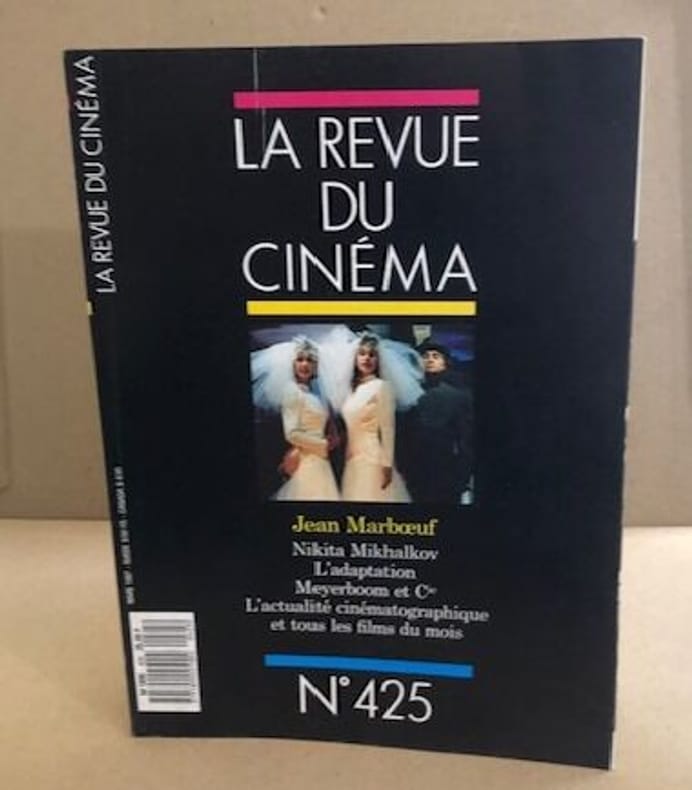 LA REVUE DU CINÉMA
LA REVUE
DU
CINÉMA
Jean Marbœuf
Nikita Mikhalkov
L'adaptation
Meyerboom et Cie
L'actualité cinématographique
et tous les films du mois
N°425